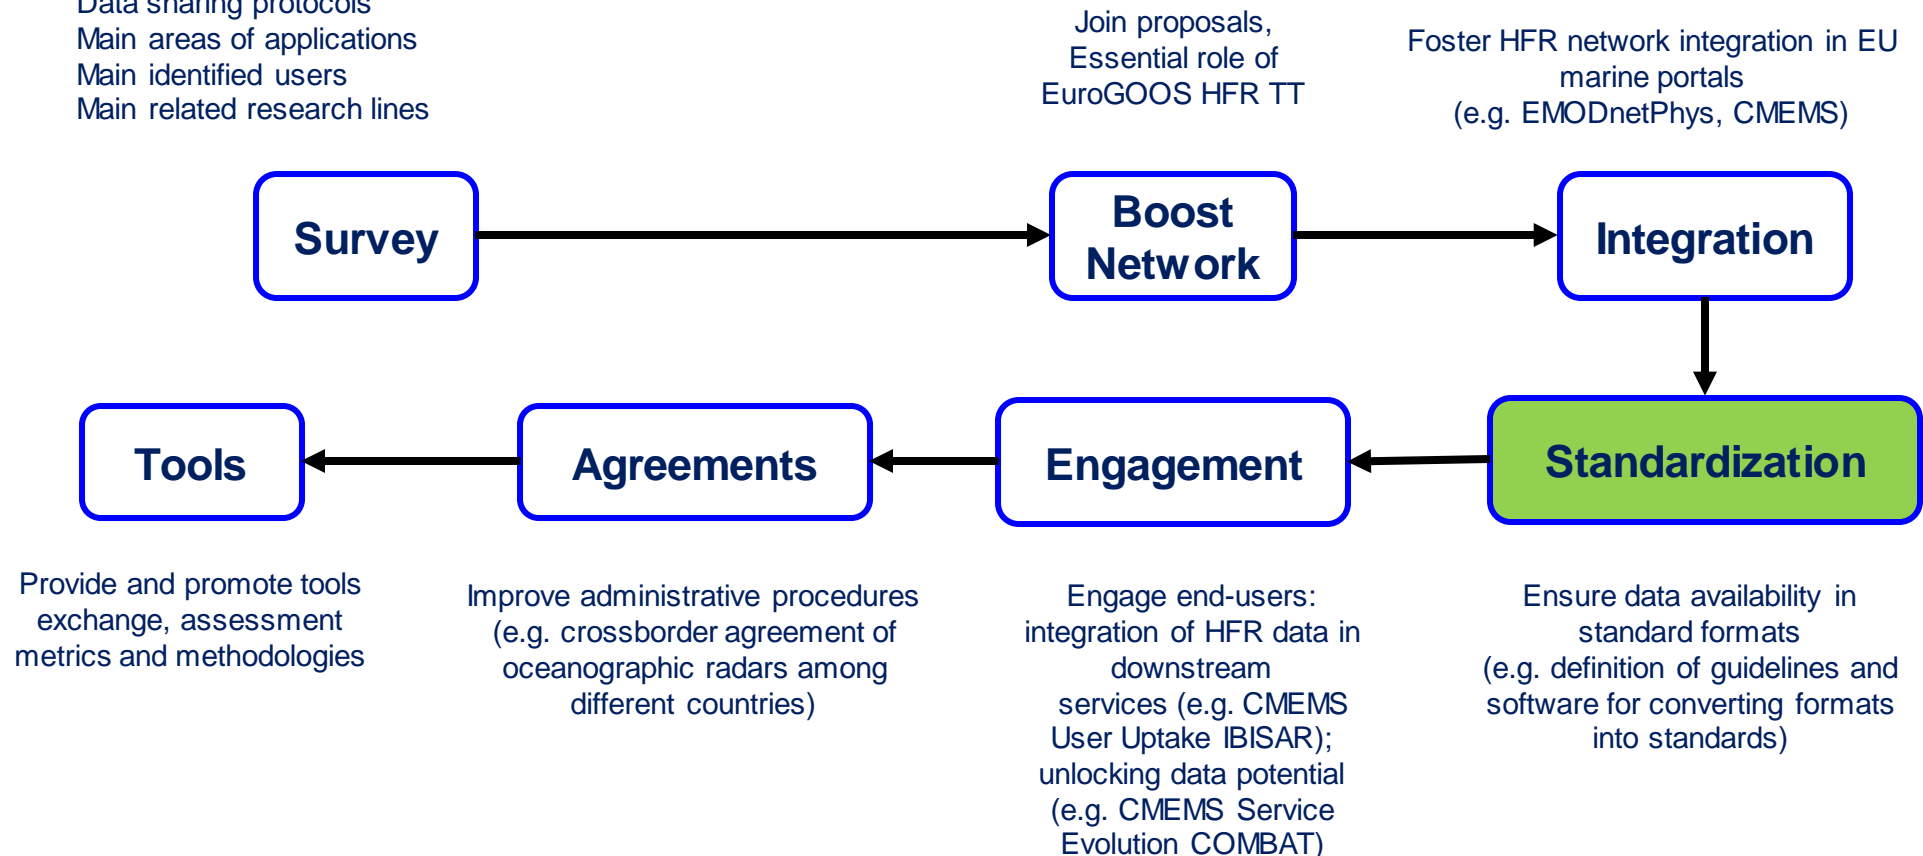 Data sharing protocols
Main areas of applications
Main identified users
Main related research lines
Join proposals,
Essential role of
EuroGOOS HFR TT
Foster HFR network integration in EU
marine portals
(e.g. EMODnetPhys, CMEMS)
Survey
Boost
Network
Integration
Tools
Agreements
Engagement
Standardization
Provide and promote tools
exchange, assessment
metrics and methodologies
Improve administrative procedures
(e.g. crossborder agreement of
oceanographic radars among
different countries)
Engage end-users:
integration of HFR data in
downstream
services (e.g. CMEMS
User Uptake IBISAR);
unlocking data potential
(e.g. CMEMS Service
Evolution COMBAT)
Ensure data availability in
standard formats
(e.g. definition of guidelines and
software for converting formats
into standards)